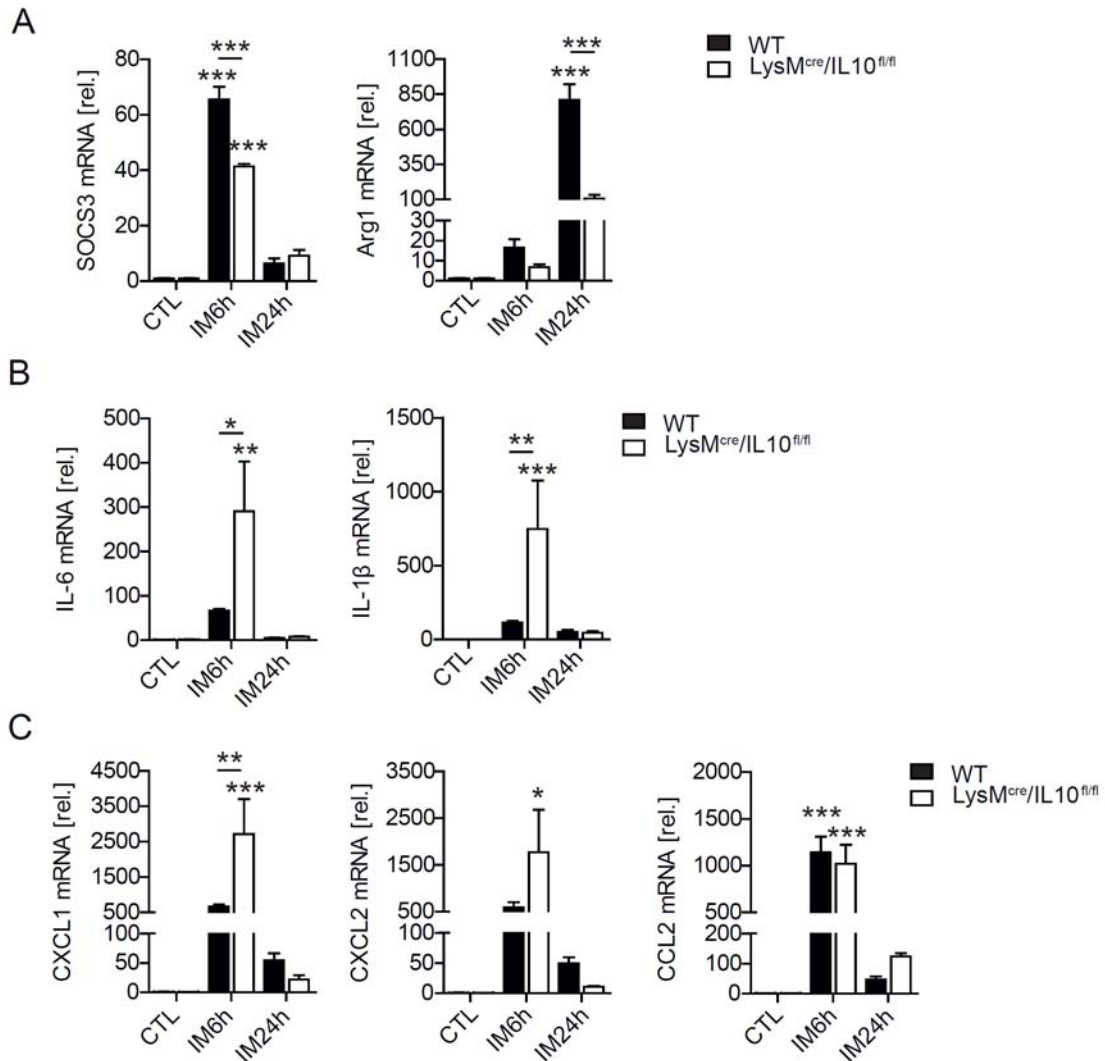 A
WT
LysMcre/IL10fl/fl
SOCS3 mRNA [rel.]
80
60
40
20
0
***
***
***
CTL
IM6h
IM24h
Arg1 mRNA [rel.]
1100
850
600
350
100
30
20
10
0
***
***
CTL
IM6h
IM24h
B
WT
LysMcre/IL10fl/fl
IL-6 mRNA [rel.]
500
400
300
200
100
0
*
**
CTL
IM6h
IM24h
IL-1β mRNA [rel.]
1500
1000
500
0
**
***
CTL
IM6h
IM24h
C
WT
LysMcre/IL10fl/fl
CXCL1 mRNA [rel.]
4500
3500
2500
1500
500
100
50
0
**
***
CTL
IM6h
IM24h
CXCL2 mRNA [rel.]
3500
2500
1500
500
100
50
0
*
CTL
IM6h
IM24h
CCL2 mRNA [rel.]
2000
1500
1000
500
200
100
0
***
***
CTL
IM6h
IM24h